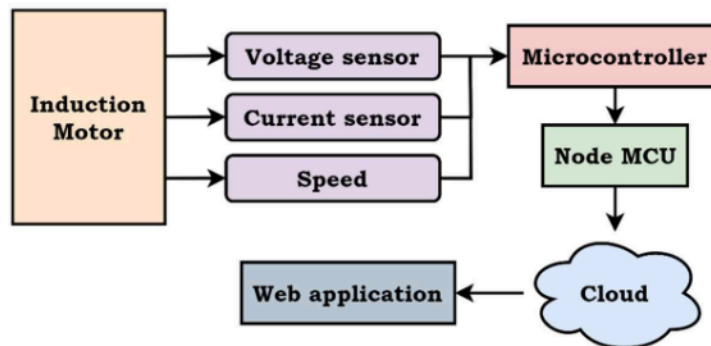 Induction
Motor
Voltage sensor
Current sensor
Speed
Microcontroller
Node MCU
Cloud
Web application